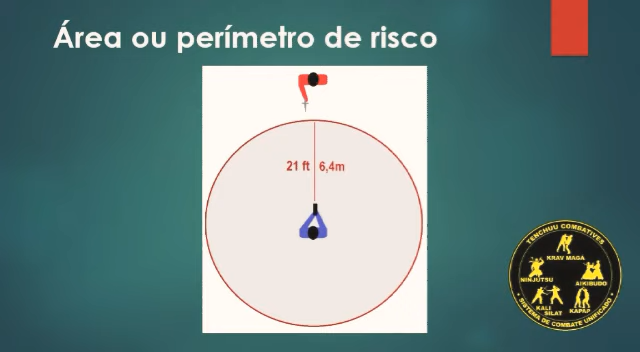 Área ou perímetro de risco
21 ft 6,4m
TENCHUU COMBATIVES
KRAV MAGA
NINJUTSU
AIKIBUDO
KALI
SILAT
KAPAP
SISTEMA DE COMBATE UNIFICADO